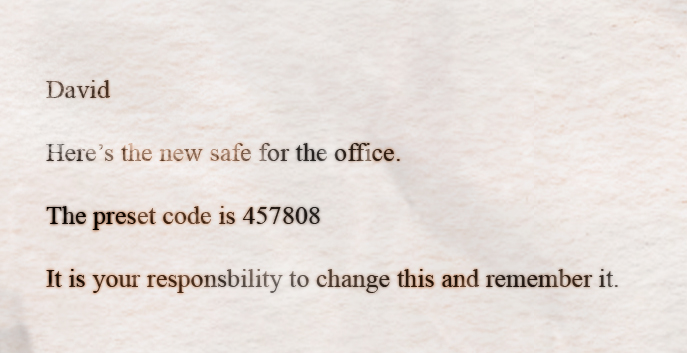 David
Here’s the new safe for the office.
The preset code is 457808
It is your responsbility to change this and remember it.